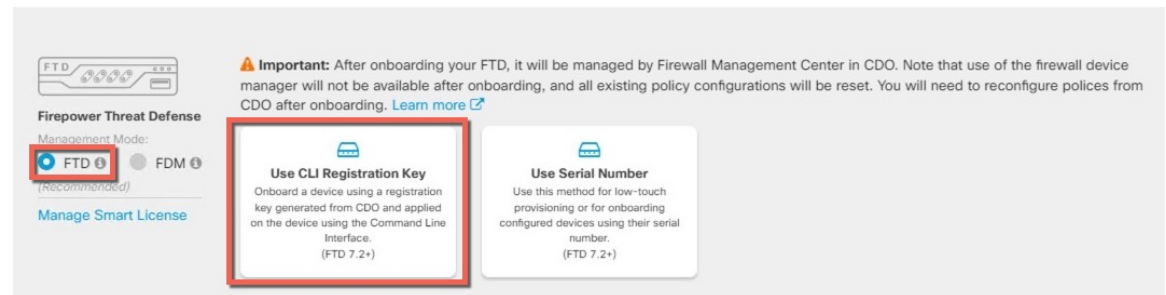 FTD
Firepower Threat Defense
Management Mode:
FTD FDM
(Recommended)
Manage Smart License
Important: After onboarding your FTD, it will be managed by Firewall Management Center in CDO. Note that use of the firewall device
manager will not be available after onboarding, and all existing policy configurations will be reset. You will need to reconfigure polices from
CDO after onboarding. Learn more
Use CLI Registration Key
Onboard a device using a registration
key generated from CDO and applied
on the device using the Command Line
Interface.
(FTD 7.2+)
Use Serial Number
Use this method for low-touch
provisioning or for onboarding
configured devices using their serial
number.
(FTD 7.2+)